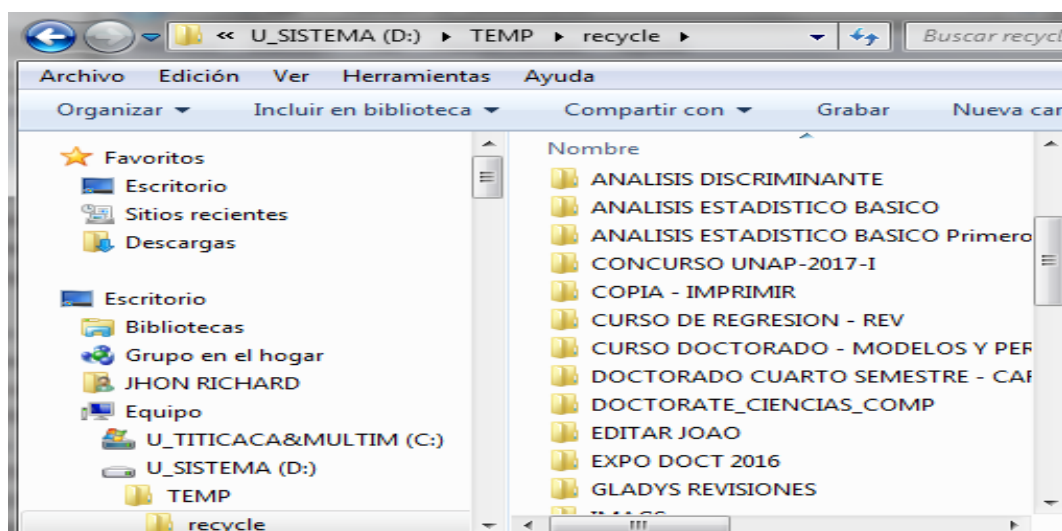 « U_SISTEMA (D:) ▸ TEMP ▸ recycle ▸ Buscar recycl
Archivo Edición Ver Herramientas Ayuda
Organizar Incluir en biblioteca Compartir con Grabar Nueva car
Favoritos
Escritorio
Sitios recientes
Descargas
Escritorio
Bibliotecas
Grupo en el hogar
JHON RICHARD
Equipo
U_TITICACA&MULTIM (C:)
U_SISTEMA (D:)
TEMP
recycle
Nombre
ANALISIS DISCRIMINANTE
ANALISIS ESTADISTICO BASICO
ANALISIS ESTADISTICO BASICO Primero
CONCURSO UNAP-2017-I
COPIA - IMPRIMIR
CURSO DE REGRESION - REV
CURSO DOCTORADO - MODELOS Y PER
DOCTORADO CUARTO SEMESTRE - CAR
DOCTORATE_CIENCIAS_COMP
EDITAR JOAO
EXPO DOCT 2016
GLADYS REVISIONES